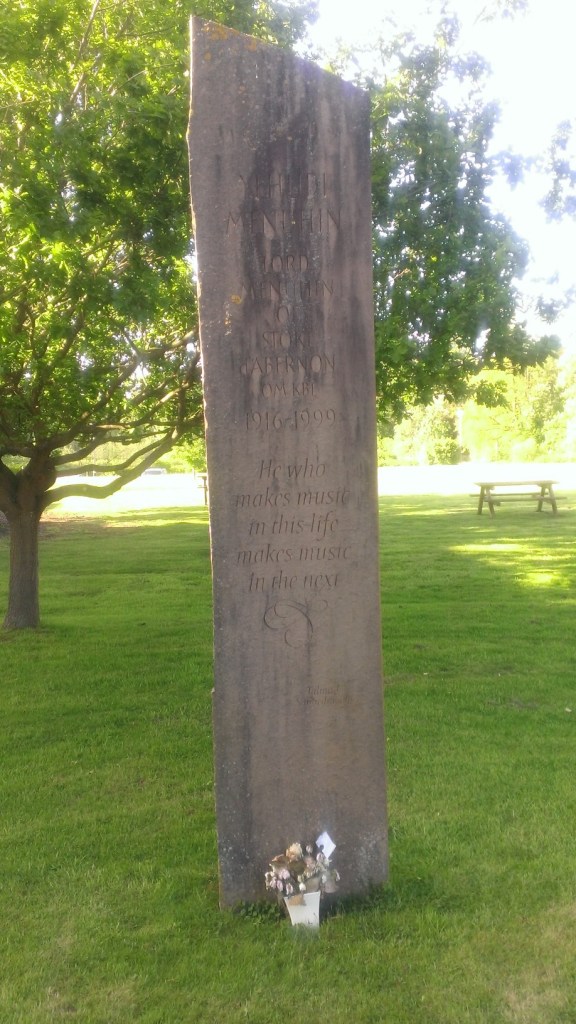 YEHUDI
MENUHIN
LORD
MENUHIN
OF
STOKE
D'ABERNON
OM KBE
1916-1999
He who
makes music
in this life
makes music
In the next